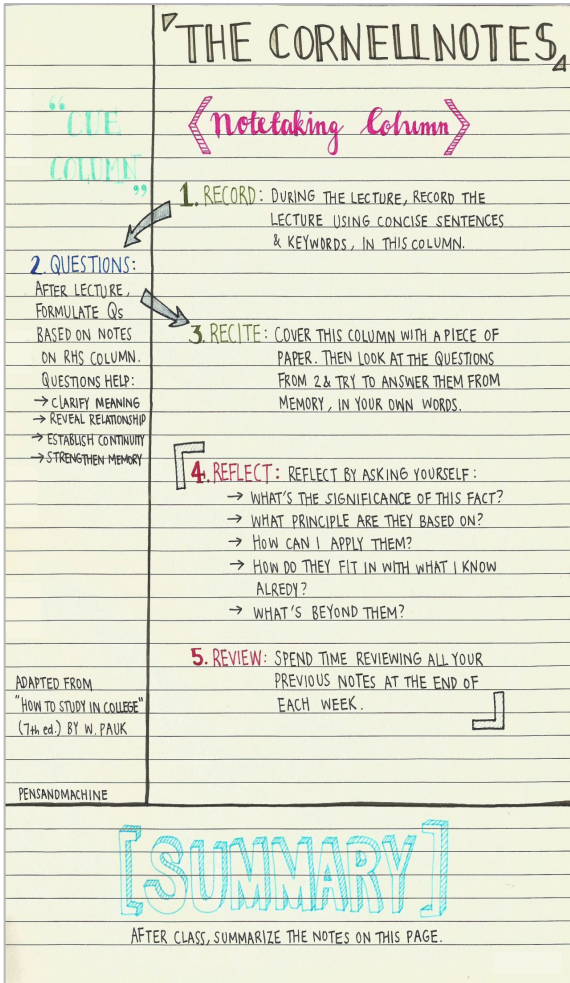 THE CORNELLNOTES
"CUE
COLUMN"
Notetaking Column
1. RECORD: DURING THE LECTURE, RECORD THE
LECTURE USING CONCISE SENTENCES
& KEYWORDS, IN THIS COLUMN.
2. QUESTIONS:
AFTER LECTURE,
FORMULATE Qs
BASED ON NOTES
ON RHS COLUMN.
QUESTIONS HELP:
→ CLARIFY MEANING
→ REVEAL RELATIONSHIP
→ ESTABLISH CONTINUITY
→ STRENGTHEN MEMORY
3. RECITE: COVER THIS COLUMN WITH A PIECE OF
PAPER. THEN LOOK AT THE QUESTIONS
FROM 2 & TRY TO ANSWER THEM FROM
MEMORY, IN YOUR OWN WORDS.
4. REFLECT: REFLECT BY ASKING YOURSELF:
→ WHAT'S THE SIGNIFICANCE OF THIS FACT?
→ WHAT PRINCIPLE ARE THEY BASED ON?
→ HOW CAN I APPLY THEM?
→ HOW DO THEY FIT IN WITH WHAT I KNOW
ALREDY?
→ WHAT'S BEYOND THEM?
5. REVIEW: SPEND TIME REVIEWING ALL YOUR
PREVIOUS NOTES AT THE END OF
EACH WEEK.
ADAPTED FROM
"HOW TO STUDY IN COLLEGE"
(7th ed.) BY W. PAUK
PENSANDMACHINE
[SUMMARY]
AFTER CLASS, SUMMARIZE THE NOTES ON THIS PAGE.